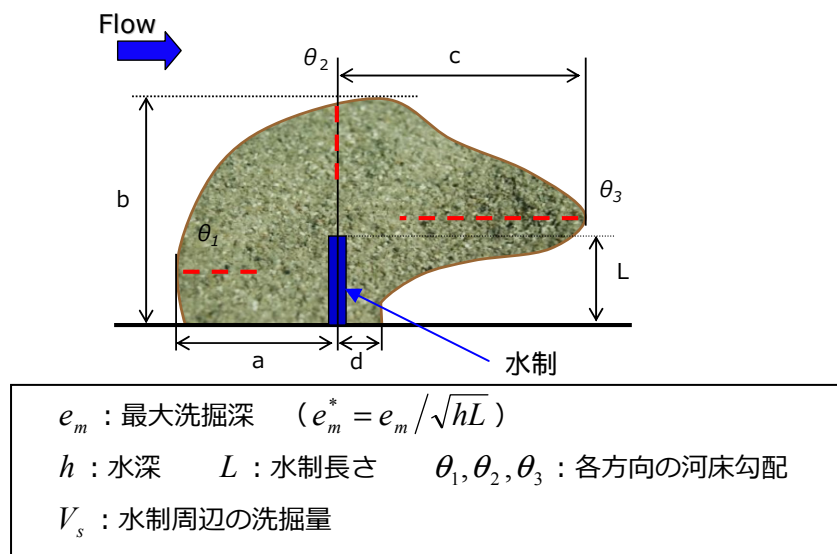 Flow
θ2
c
b
θ1
θ3
L
a
d
水制
e_m：最大洗掘深 （e_m^* = e_m/√hL）
h：水深 L：水制長さ θ1,θ2,θ3：各方向の河床勾配
V_s：水制周辺の洗掘量